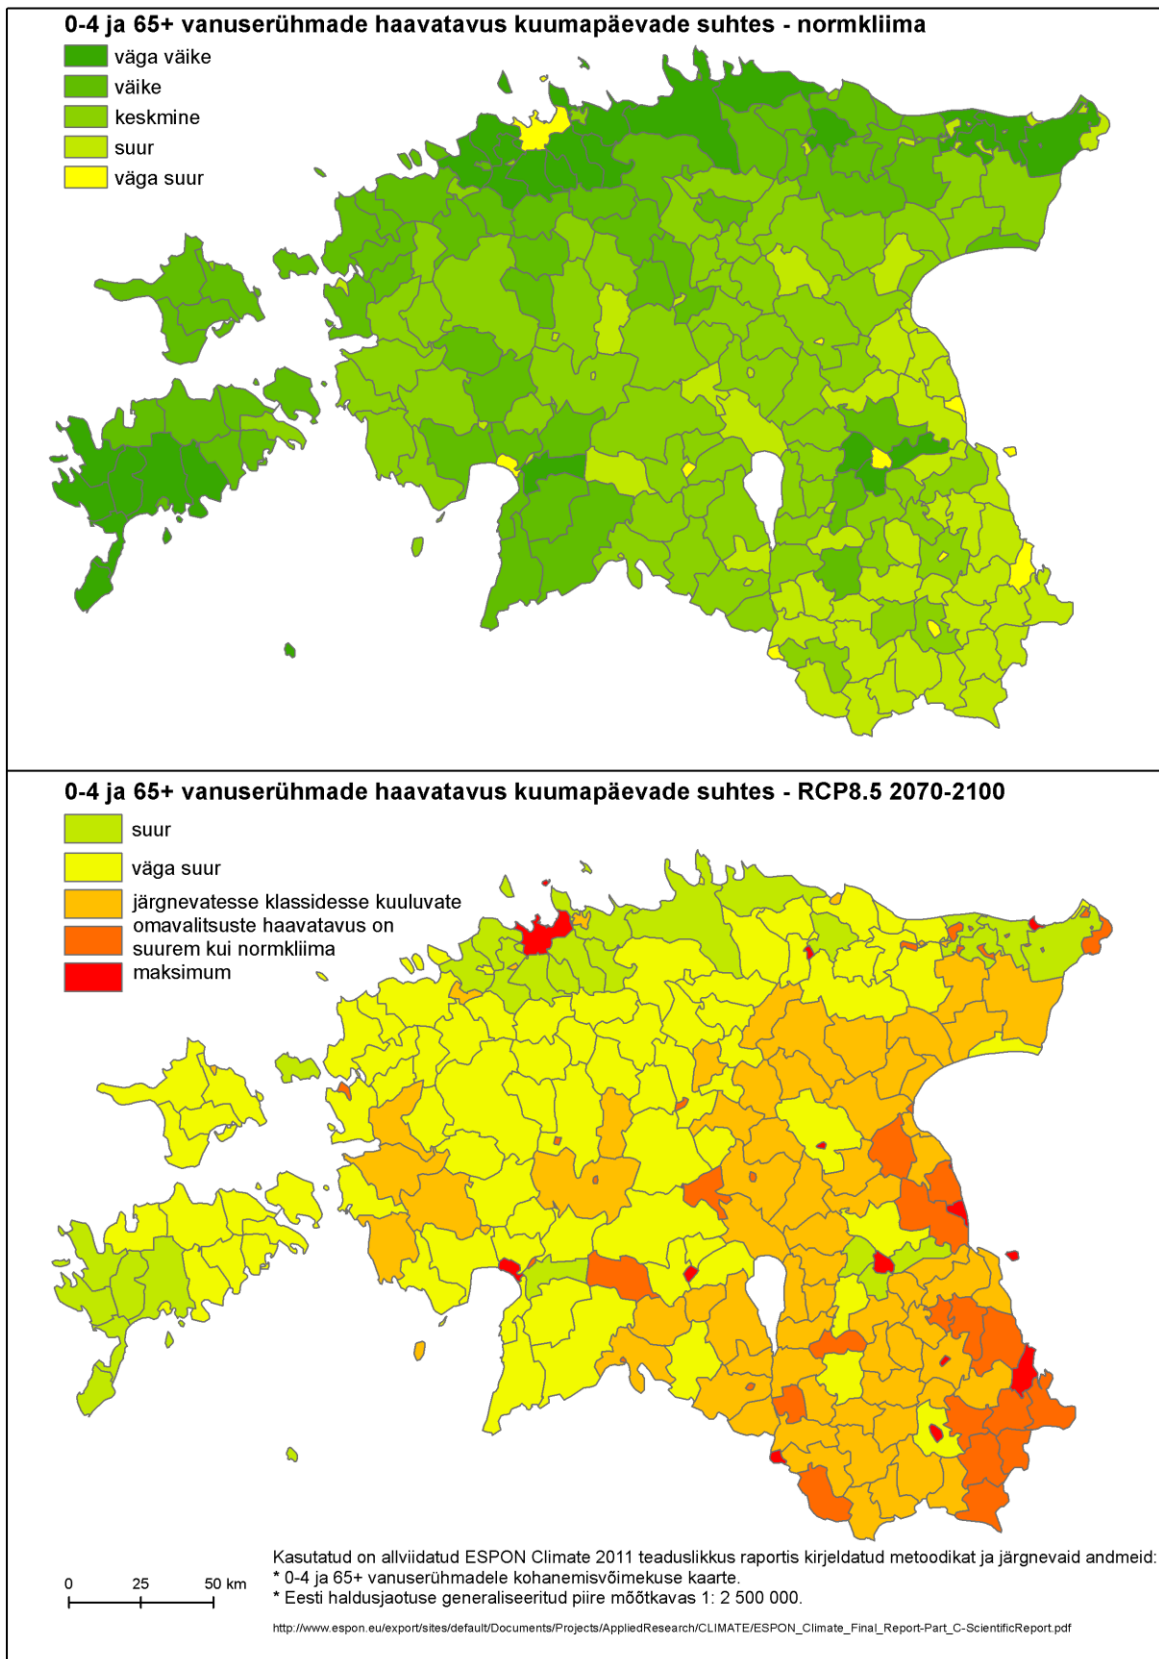 0-4 ja 65+ vanuserühmade haavatavus kuumapäevade suhtes - normkliima
väga väike
väike
keskmine
suur
väga suur
0-4 ja 65+ vanuserühmade haavatavus kuumapäevade suhtes - RCP8.5 2070-2100
suur
väga suur
järgnevatesse klassidesse kuuluvate
omavalitsuste haavatavus on
suurem kui normkliima
maksimum
Kasutatud on allviidatud ESPON Climate 2011 teaduslikkus raportis kirjeldatud metoodikat ja järgnevaid andmeid:
* 0-4 ja 65+ vanuserühmadele kohanemisvõimekuse kaarte.
* Eesti haldusjaotuse generaliseeritud piire mõõtkavas 1: 2 500 000.
0 25 50 km
http://www.espon.eu/export/sites/default/Documents/Projects/AppliedResearch/CLIMATE/ESPON_Climate_Final_Report-Part_C-ScientificReport.pdf